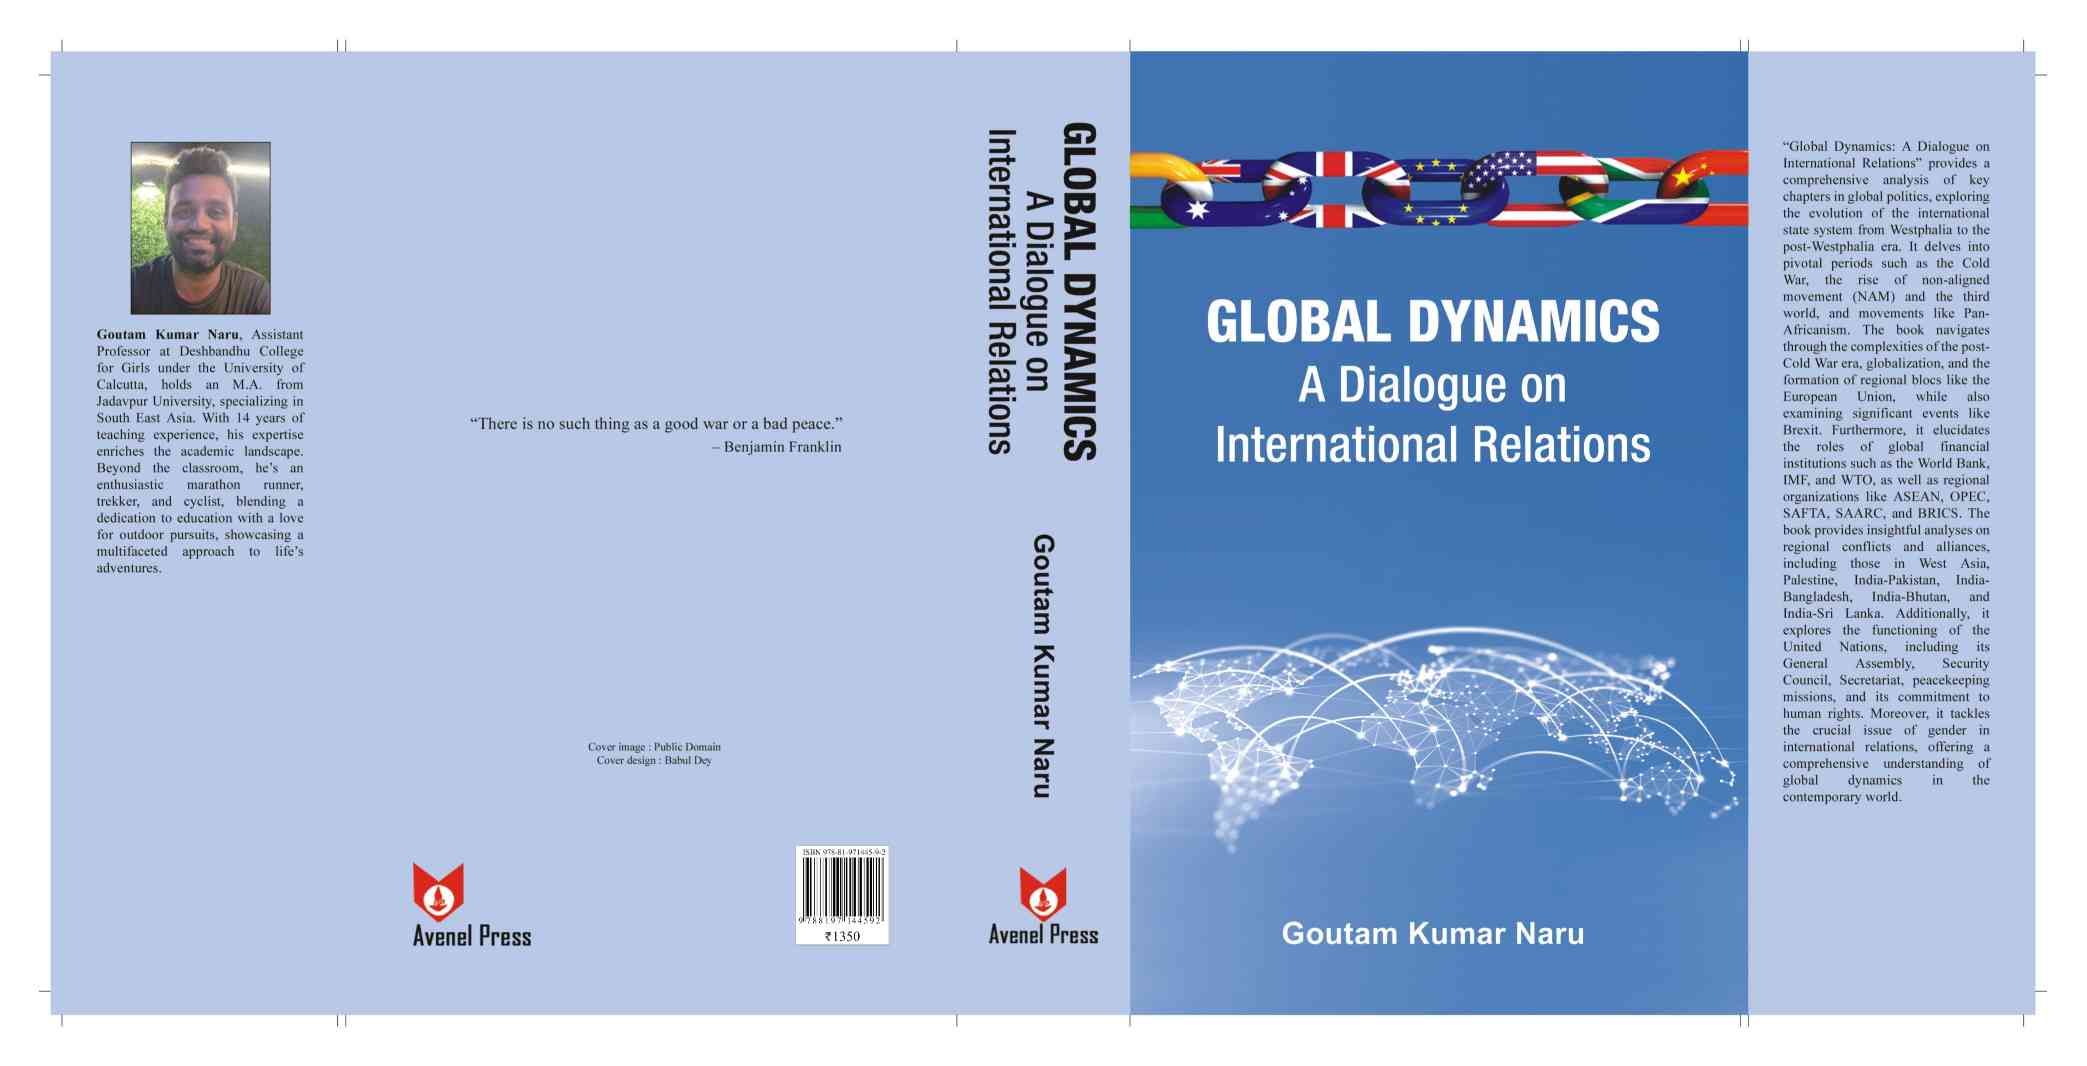 Goutam Kumar Naru, Assistant
Professor at Deshbandhu College
for Girls under the University of
Calcutta, holds an M.A. from
Jadavpur University, specializing in
South East Asia. With 14 years of
teaching experience, his expertise
enriches the academic landscape.
Beyond the classroom, he's an
enthusiastic marathon runner,
trekker, and cyclist, blending a
dedication to education with a love
for outdoor pursuits, showcasing a
multifaceted approach to life's
adventures.
“There is no such thing as a good war or a bad peace.”
– Benjamin Franklin
Cover image : Public Domain
Cover design : Babul Dey
Avenel Press
ISBN 978-81-971445-9-2
9788197144592
₹1350
GLOBAL DYNAMICS
A Dialogue on
International Relations
Goutam Kumar Naru
Avenel Press
GLOBAL DYNAMICS
A Dialogue on
International Relations
Goutam Kumar Naru
“Global Dynamics: A Dialogue on
International Relations” provides a
comprehensive analysis of key
chapters in global politics, exploring
the evolution of the international
state system from Westphalia to the
post-Westphalia era. It delves into
pivotal periods such as the Cold
War, the rise of non-aligned
movement (NAM) and the third
world, and movements like Pan-
Africanism. The book navigates
through the complexities of the post-
Cold War era, globalization, and the
formation of regional blocs like the
European Union, while also
examining significant events like
Brexit. Furthermore, it elucidates
the roles of global financial
institutions such as the World Bank,
IMF, and WTO, as well as regional
organizations like ASEAN, OPEC,
SAFTA, SAARC, and BRICS. The
book provides insightful analyses on
regional conflicts and alliances,
including those in West Asia,
Palestine, India-Pakistan, India-
Bangladesh, India-Bhutan, and
India-Sri Lanka. Additionally, it
explores the functioning of the
United Nations, including its
General Assembly, Security
Council, Secretariat, peacekeeping
missions, and its commitment to
human rights. Moreover, it tackles
the crucial issue of gender in
international relations, offering a
comprehensive understanding of
global dynamics in the
contemporary world.